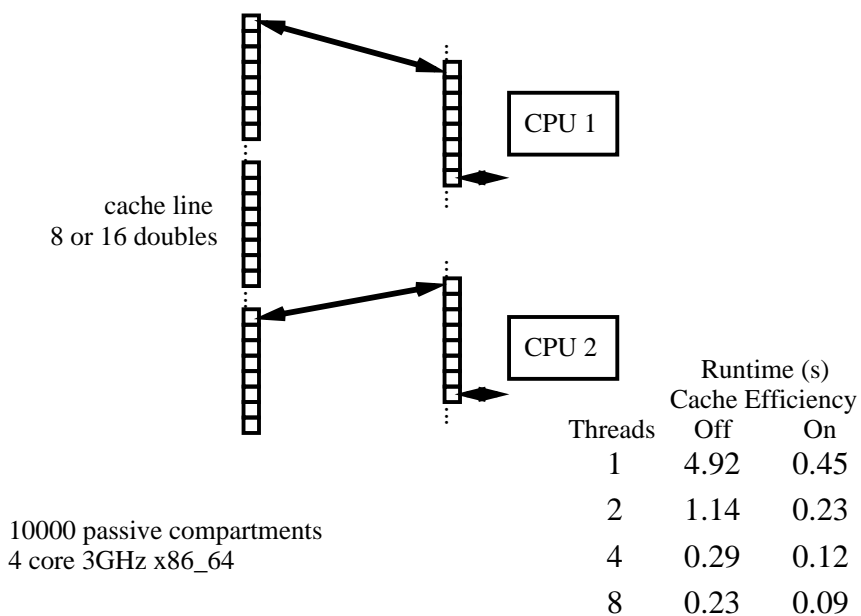 CPU 1
cache line
8 or 16 doubles
CPU 2
Runtime (s)
Cache Efficiency
Threads Off On
1 4.92 0.45
2 1.14 0.23
4 0.29 0.12
8 0.23 0.09
10000 passive compartments
4 core 3GHz x86_64